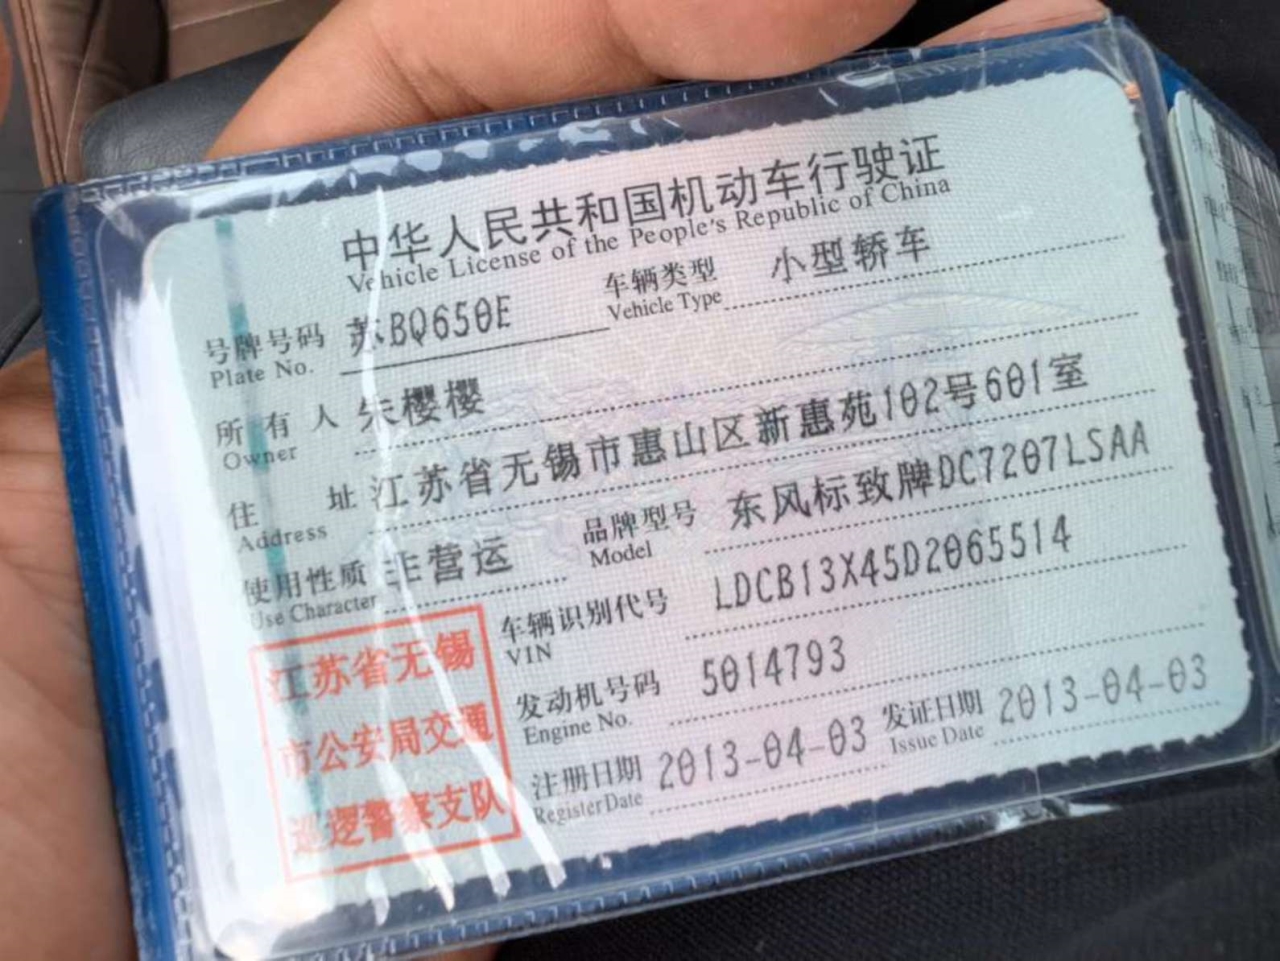 中华人民共和国机动车行驶证
Vehicle License of the People's Republic of China
号牌号码 苏BQ650E 车辆类型 小型轿车
Plate No. Vehicle Type
所有人 朱樱樱
Owner
住址 江苏省无锡市惠山区新惠苑102号601室
Address
使用性质 非营运 品牌型号 东风标致牌DC7207LSAA
Use Character Model
车辆识别代号 LDCB13X45D2065514
VIN
发动机号码 5014793
Engine No.
注册日期 2013-04-03 发证日期 2013-04-03
Register Date Issue Date
江苏省无锡
市公安局交通
巡逻警察支队